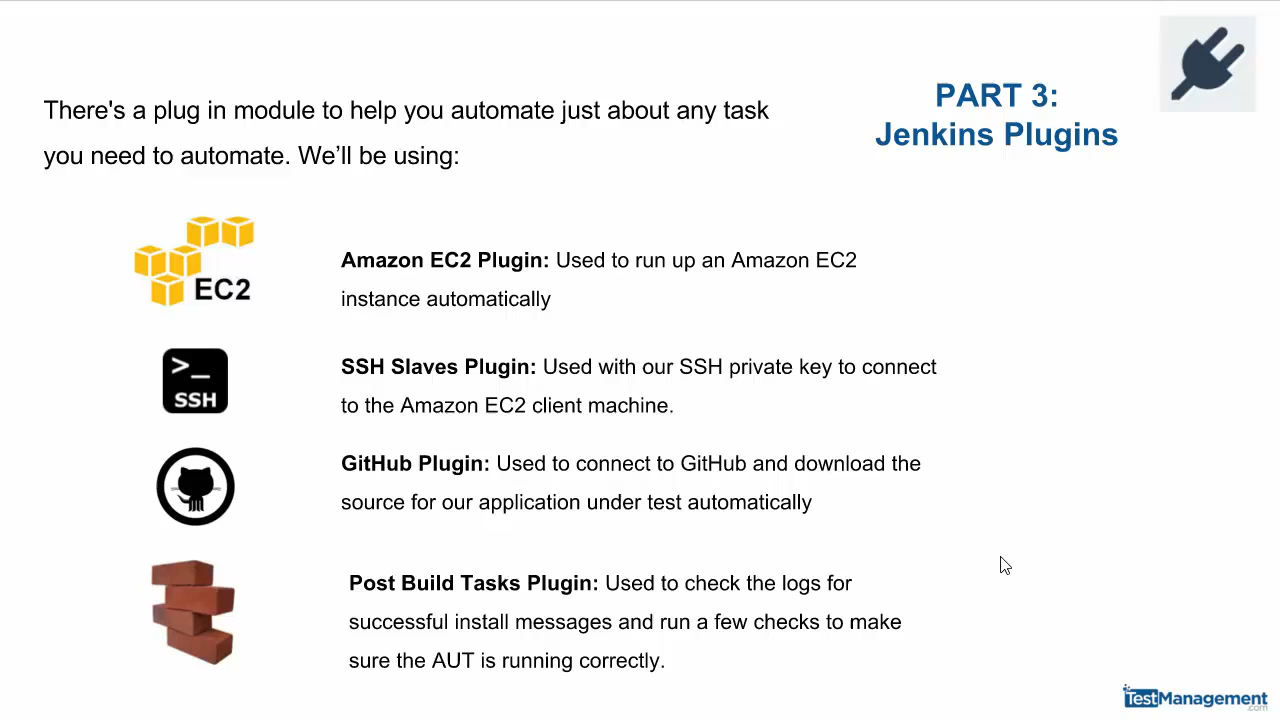 There's a plug in module to help you automate just about any task
you need to automate. We’ll be using:
PART 3:
Jenkins Plugins
EC2
Amazon EC2 Plugin: Used to run up an Amazon EC2
instance automatically
>_
SSH
SSH Slaves Plugin: Used with our SSH private key to connect
to the Amazon EC2 client machine.
GitHub Plugin: Used to connect to GitHub and download the
source for our application under test automatically
Post Build Tasks Plugin: Used to check the logs for
successful install messages and run a few checks to make
sure the AUT is running correctly.
TestManagement
.com